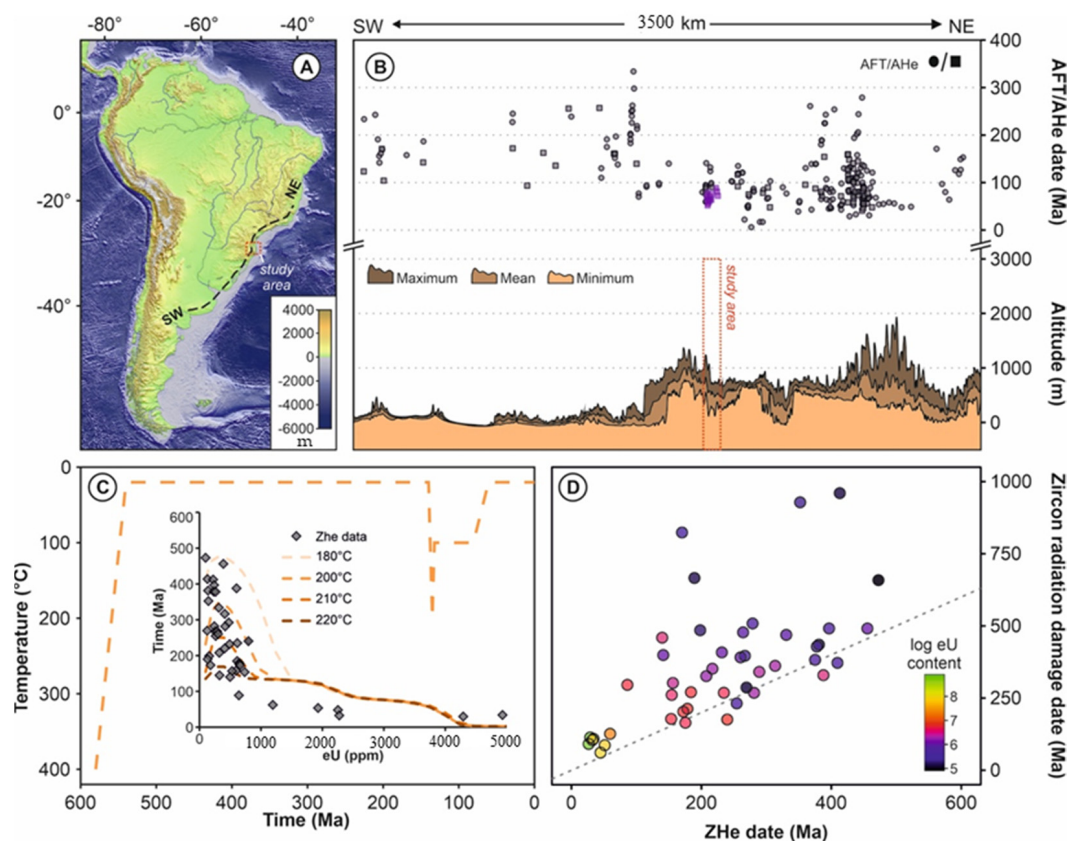 -80° -60° -40°
0°
-20°
-40°
A
NE
SW
study
area
4000
2000
0
-2000
-4000
-6000
m
SW 3500 km NE
B
AFT/AHe
400
300
200
100
0
AFT/AHe date (Ma)
Maximum Mean Minimum
study area
3000
2000
1000
0
Altitude
(m)
C
0
100
200
300
400
Temperature (°C)
600 500 400 300 200 100 0
Time (Ma)
600
500
400
300
200
100
0
Time (Ma)
Zhe data
180°C
200°C
210°C
220°C
0 1000 2000 3000 4000 5000
eU (ppm)
D
1000
750
500
250
0
Zircon radiation damage date (Ma)
log eU
content
8
7
6
5
0 200 400 600
ZHe date (Ma)